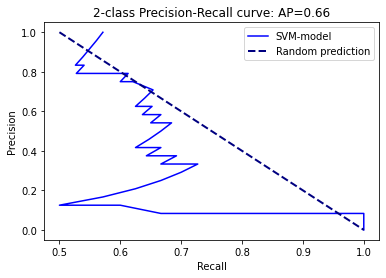 2-class Precision-Recall curve: AP=0.66
SVM-model
Random prediction
Precision
1.0
0.8
0.6
0.4
0.2
0.0
0.5 0.6 0.7 0.8 0.9 1.0
Recall